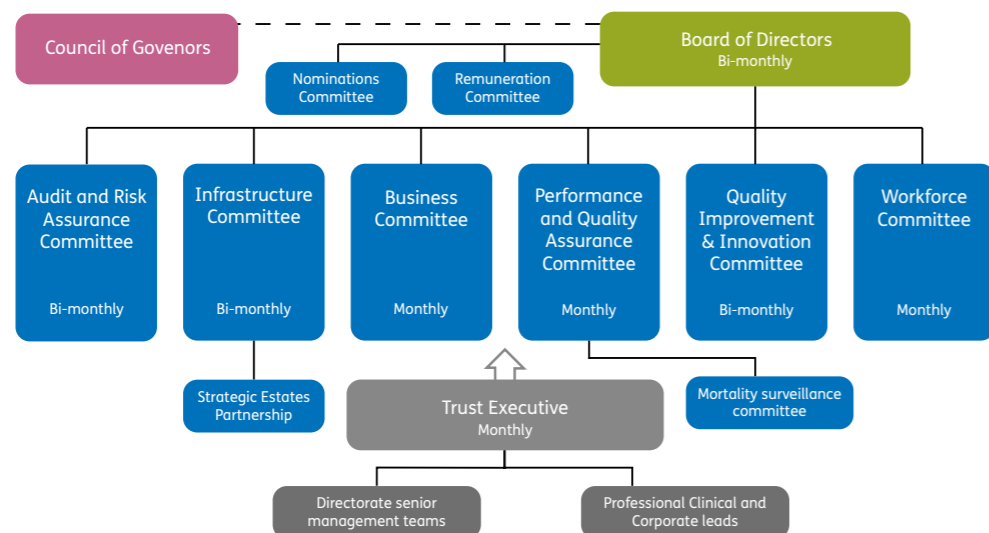 Council of Govenors
Board of Directors
Bi-monthly
Nominations
Committee
Remuneration
Committee
Audit and Risk
Assurance
Committee
Bi-monthly
Infrastructure
Committee
Bi-monthly
Business
Committee
Monthly
Performance
and Quality
Assurance
Committee
Monthly
Quality
Improvement
& Innovation
Committee
Bi-monthly
Workforce
Committee
Monthly
Strategic Estates
Partnership
Trust Executive
Monthly
Mortality surveillance
committee
Directorate senior
management teams
Professional Clinical and
Corporate leads